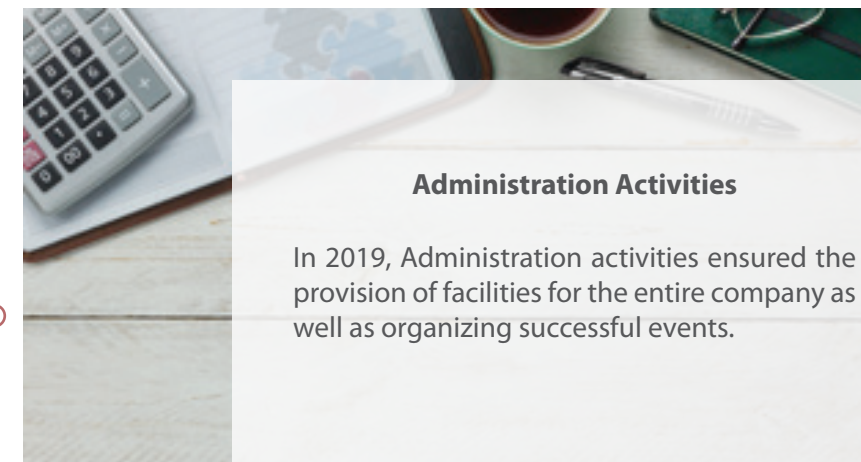 Administration Activities
In 2019, Administration activities ensured the
provision of facilities for the entire company as
well as organizing successful events.